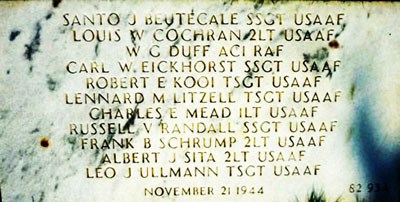 SANTO J BEUTECALE SSGT USAAF
LOUIS W COCHRAN 2LT USAAF
W G DUFF AC1 RAF
CARL W. EICKHORST SSGT USAAF
ROBERT E KOOI TSGT USAAF
LENNARD M LITZELL TSGT USAAF
CHARLES E MEAD 1LT USAAF
RUSSELL V RANDALL SSGT USAAF
FRANK B SCHRUMP 2LT USAAF
ALBERT J SITA 2LT USAAF
LEO J ULLMANN TSGT USAAF
NOVEMBER 21 1944